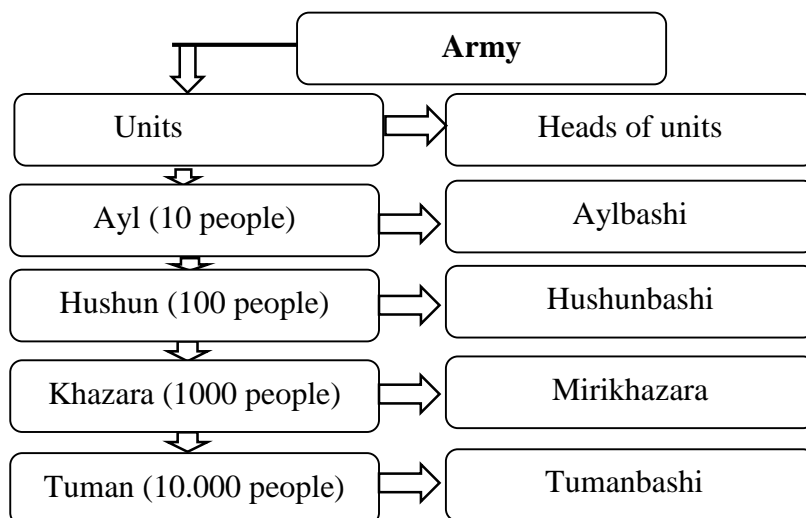 Army
Units
Heads of units
Ayl (10 people)
Aylbashi
Hushun (100 people)
Hushunbashi
Khazara (1000 people)
Mirikhazara
Tuman (10.000 people)
Tumanbashi